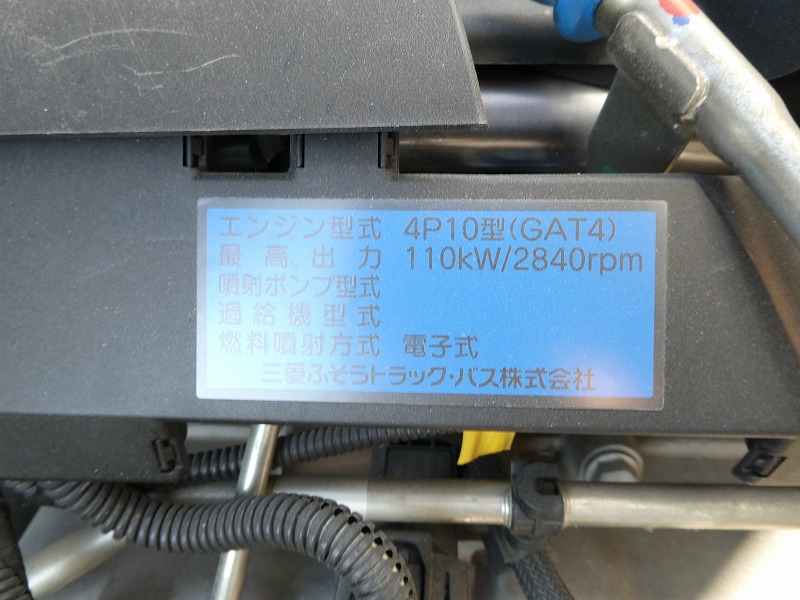 エンジン型式 4P10型(GAT4)
最高出力 110kW/2840rpm
噴射ポンプ型式
過給機型式
燃料噴射方式 電子式
三菱ふそうトラック・バス株式会社